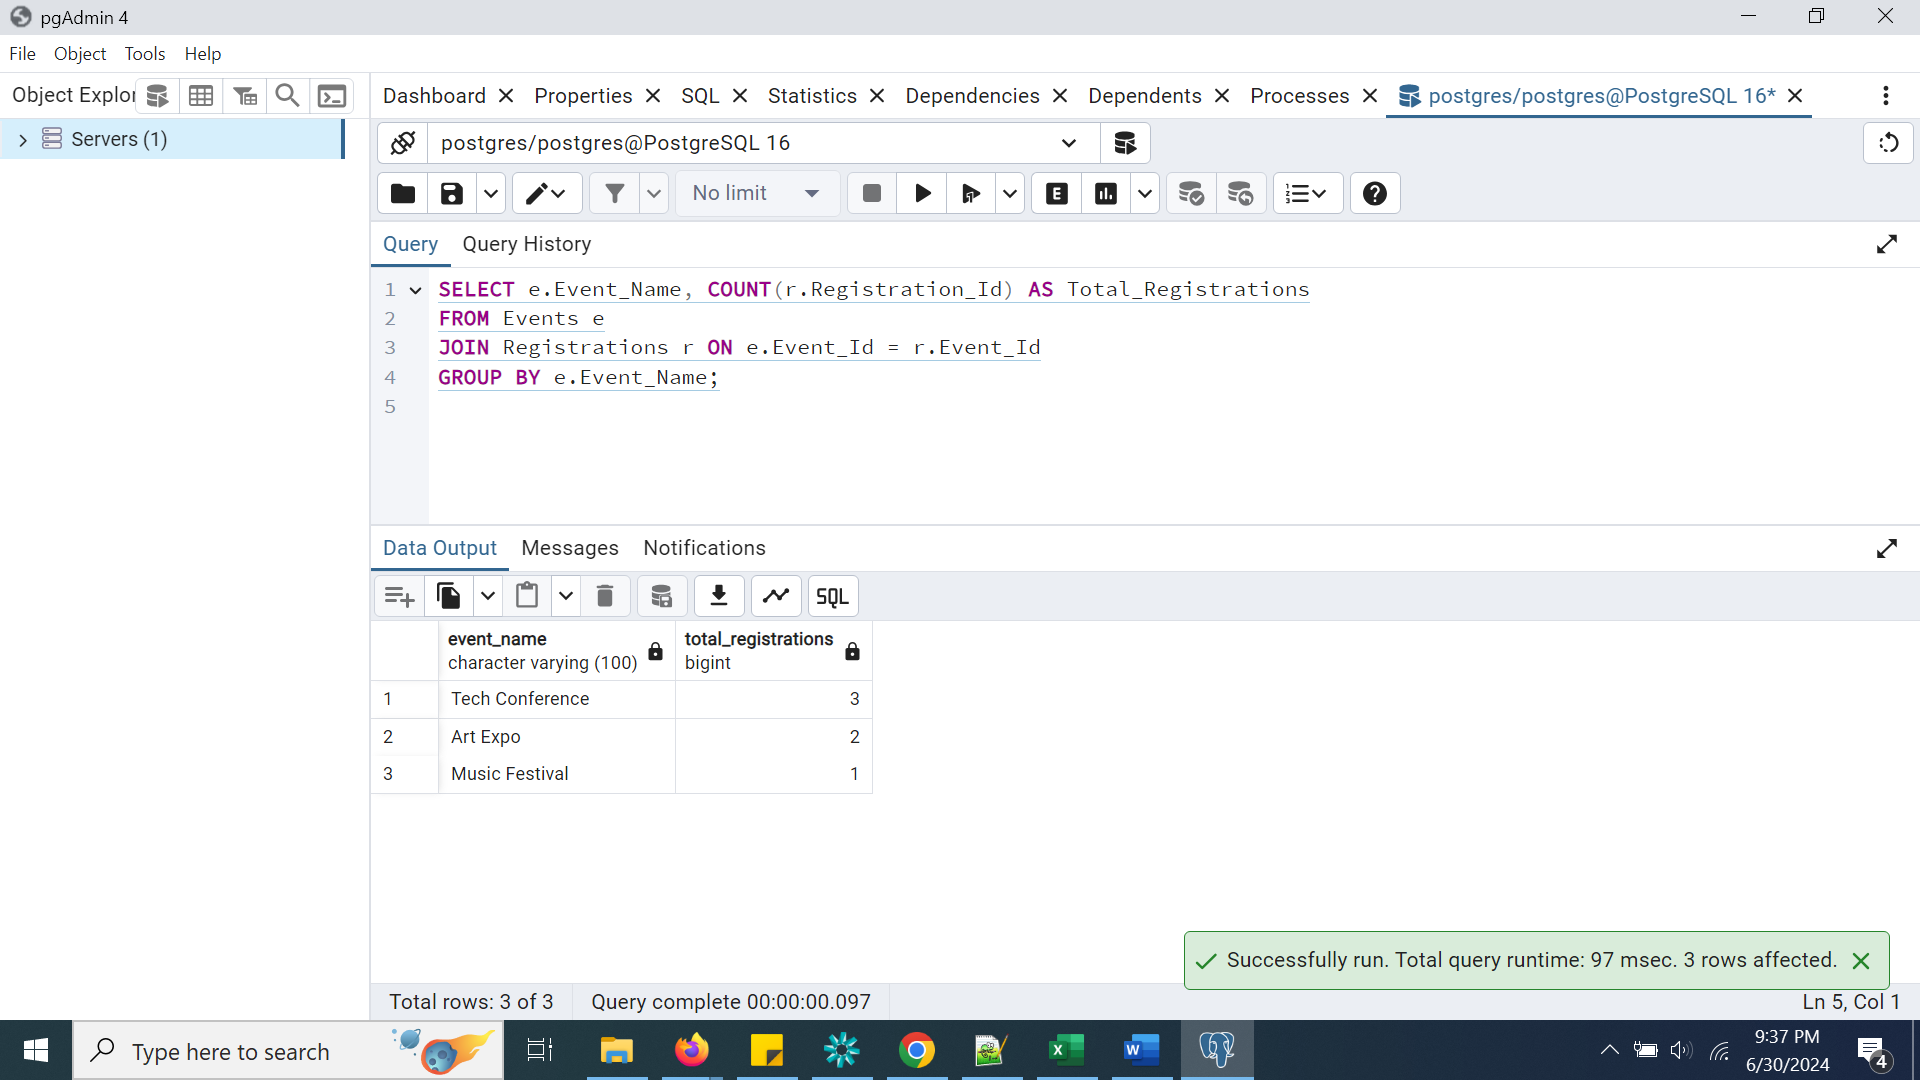 pgAdmin 4
File Object Tools Help
Object Explor
Dashboard Properties SQL Statistics Dependencies Dependents Processes postgres/postgres@PostgreSQL 16*
Servers (1)
postgres/postgres@PostgreSQL 16
No limit
E
Query Query History
1 SELECT e.Event_Name, COUNT(r.Registration_Id) AS Total_Registrations
2 FROM Events e
3 JOIN Registrations r ON e.Event_Id = r.Event_Id
4 GROUP BY e.Event_Name;
5
Data Output Messages Notifications
SQL
event_name total_registrations
character varying (100) bigint
1 Tech Conference 3
2 Art Expo 2
3 Music Festival 1
Successfully run. Total query runtime: 97 msec. 3 rows affected.
Total rows: 3 of 3 Query complete 00:00:00.097 Ln 5, Col 1
Type here to search
9:37 PM
6/30/2024
4